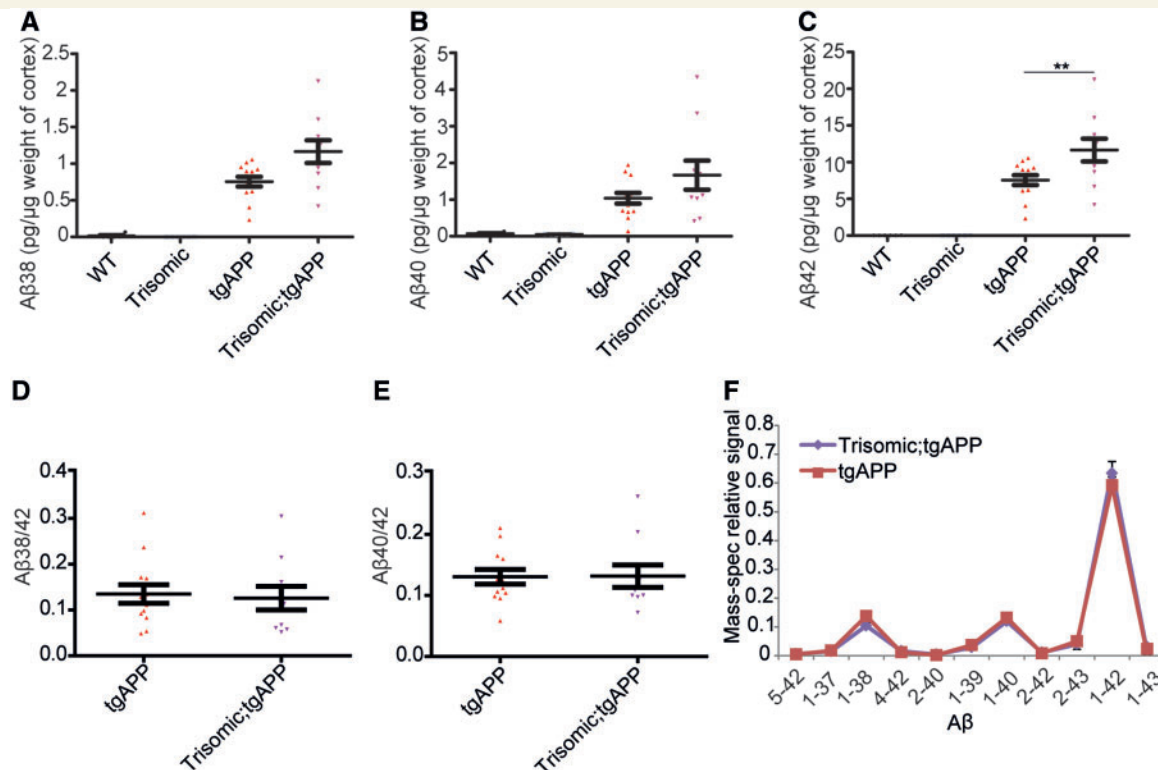 A
Aβ38 (pg/µg weight of cortex)
2.5
2
1.5
1
0.5
0
WT
Trisomic
tgAPP
Trisomic;tgAPP
B
Aβ40 (pg/µg weight of cortex)
5
4
3
2
1
0
WT
Trisomic
tgAPP
Trisomic;tgAPP
C
Aβ42 (pg/µg weight of cortex)
25
20
15
10
5
0
**
WT
Trisomic
tgAPP
Trisomic;tgAPP
D
Aβ38/42
0.4
0.3
0.2
0.1
0.0
tgAPP
Trisomic;tgAPP
E
Aβ40/42
0.3
0.2
0.1
0.0
tgAPP
Trisomic;tgAPP
F
Mass-spec relative signal
0.8
0.7
0.6
0.5
0.4
0.3
0.2
0.1
0
Trisomic;tgAPP
tgAPP
5-42
1-37
1-38
4-42
2-40
1-39
1-40
2-42
2-43
1-42
1-43
Aβ